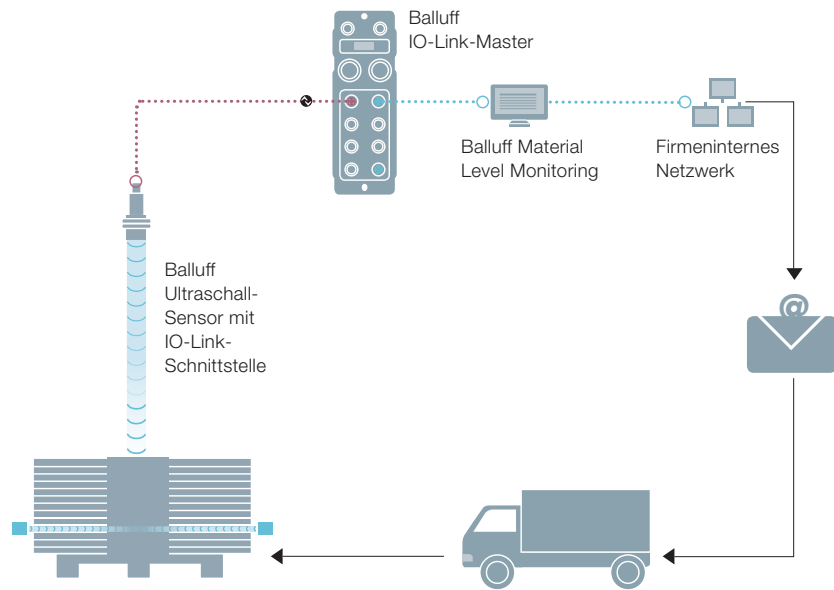 Balluff
IO-Link-Master
Balluff Material
Level Monitoring
Firmeninternes
Netzwerk
Balluff
Ultraschall-
Sensor mit
IO-Link-
Schnittstelle
@